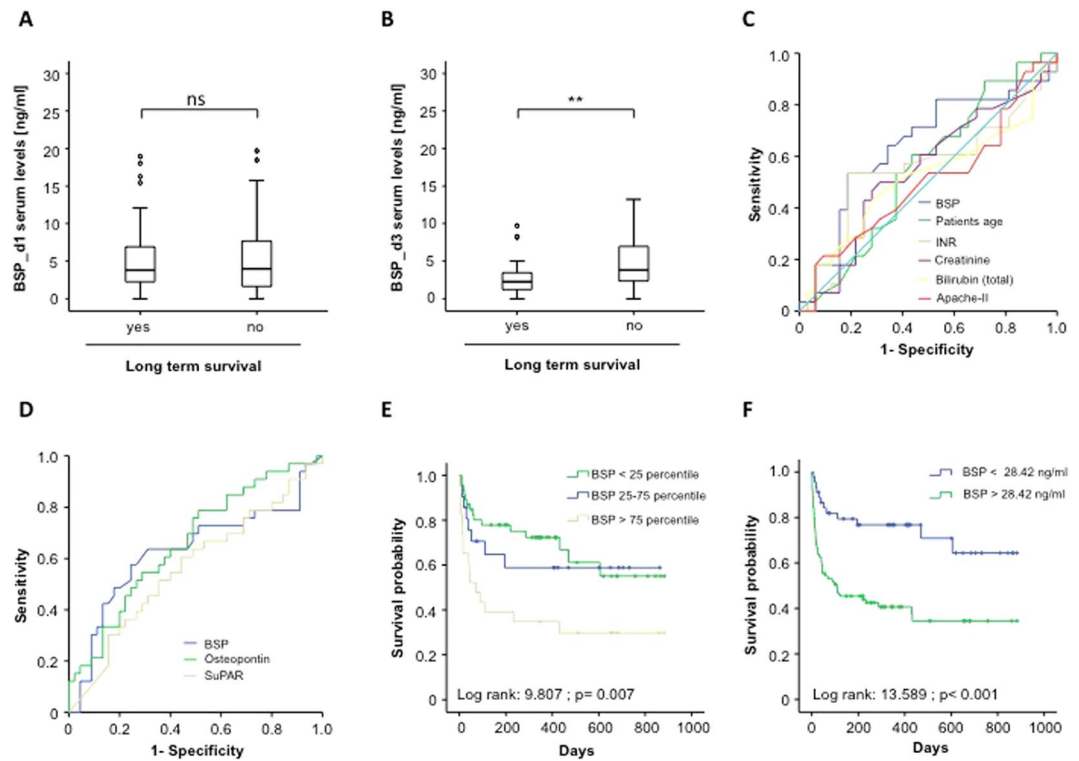 A
BSP_d1 serum levels [ng/ml]
30
25
20
15
10
5
0
ns
yes
no
Long term survival
B
BSP_d3 serum levels [ng/ml]
30
25
20
15
10
5
0
**
yes
no
Long term survival
C
Sensitivity
1.0
0.8
0.6
0.4
0.2
0
BSP
Patients age
INR
Creatinine
Bilirubin (total)
Apache-II
0
0.2
0.4
0.6
0.8
1.0
1- Specificity
D
Sensitivity
1.0
0.8
0.6
0.4
0.2
0
BSP
Osteopontin
SuPAR
0
0.2
0.4
0.6
0.8
1.0
1- Specificity
E
Survival probability
1.0
0.8
0.6
0.4
0.2
0
BSP < 25 percentile
BSP 25-75 percentile
BSP > 75 percentile
Log rank: 9.807 ; p= 0.007
0
200
400
600
800
1000
Days
F
Survival probability
1.0
0.8
0.6
0.4
0.2
0
BSP < 28.42 ng/ml
BSP > 28.42 ng/ml
Log rank: 13.589 ; p< 0.001
0
200
400
600
800
1000
Days